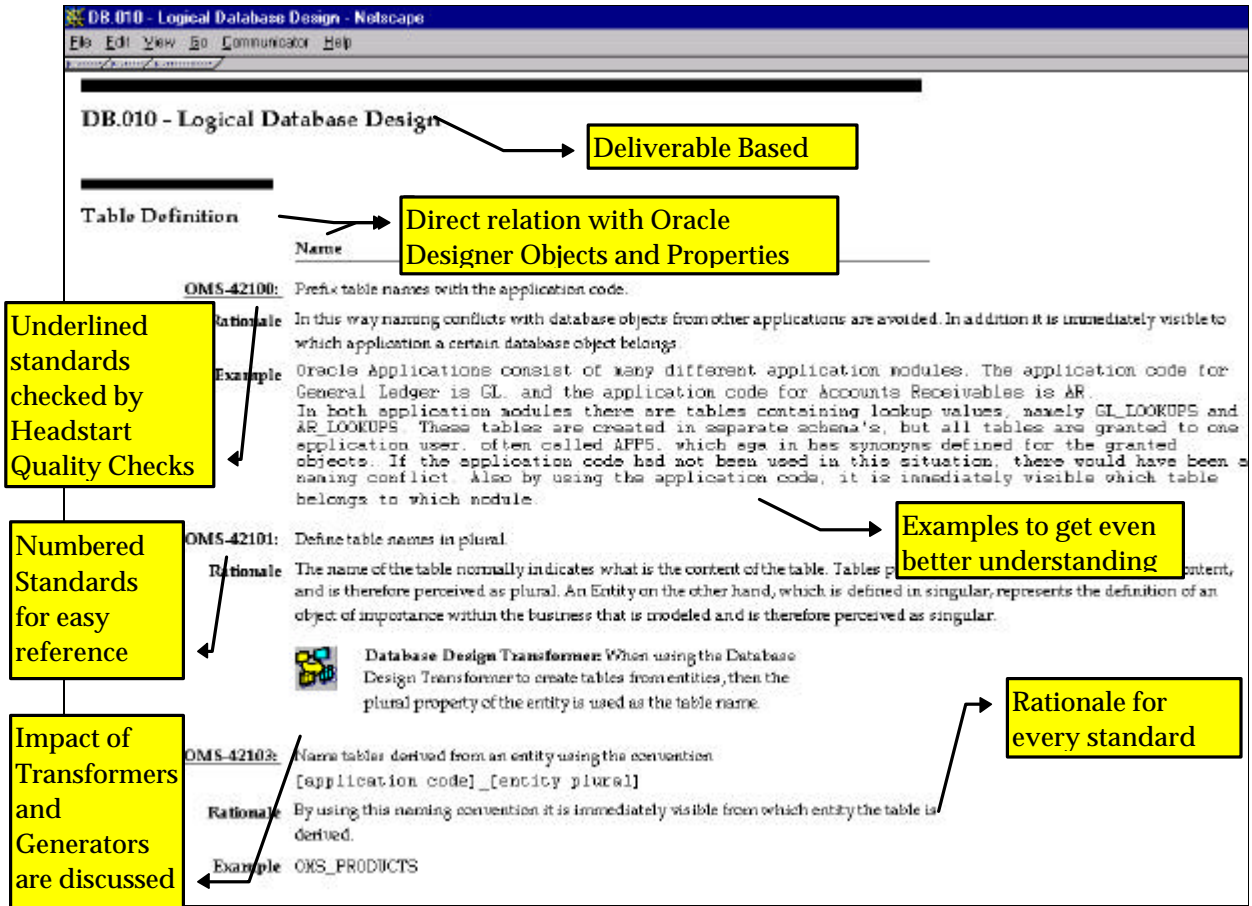 DB.010 - Logical Database Design - Netscape
File Edit View Go Communicator Help
DB.010 - Logical Database Design
Deliverable Based
Table Definition
Direct relation with Oracle
Designer Objects and Properties
Name
OMS-42100: Prefix table names with the application code.
Underlined
standards
checked by
Headstart
Quality Checks
Rationale In this way naming conflicts with database objects from other applications are avoided. In addition it is immediately visible to
which application a certain database object belongs.
Example Oracle Applications consist of many different application modules. The application code for
General Ledger is GL, and the application code for Accounts Receivables is AR.
In both application modules there are tables containing lookup values, namely GL_LOOKUPS and
AR_LOOKUPS. These tables are created in separate schema's, but all tables are granted to one
application user, often called APPS, which aga in has synonyms defined for the granted
objects. If the application code had not been used in this situation, there would have been a
naming conflict. Also by using the application code, it is immediately visible which table
belongs to which module.
Examples to get even
better understanding
Numbered
Standards
for easy
reference
OMS-42101: Define table names in plural.
Rationale The name of the table normally indicates what is the content of the table. Tables
and is therefore perceived as plural. An Entity on the other hand, which is defined in singular, represents the definition of an
object of importance within the business that is modeled and is therefore perceived as singular.
Database Design Transformer: When using the Database
Design Transformer to create tables from entities, then the
plural property of the entity is used as the table name.
Rationale for
every standard
Impact of
Transformers
and
Generators
are discussed
OMS-42103: Name tables derived from an entity using the convention
[application code]_[entity plural]
Rationale By using this naming convention it is immediately visible from which entity the table is
derived.
Example OMS_PRODUCTS